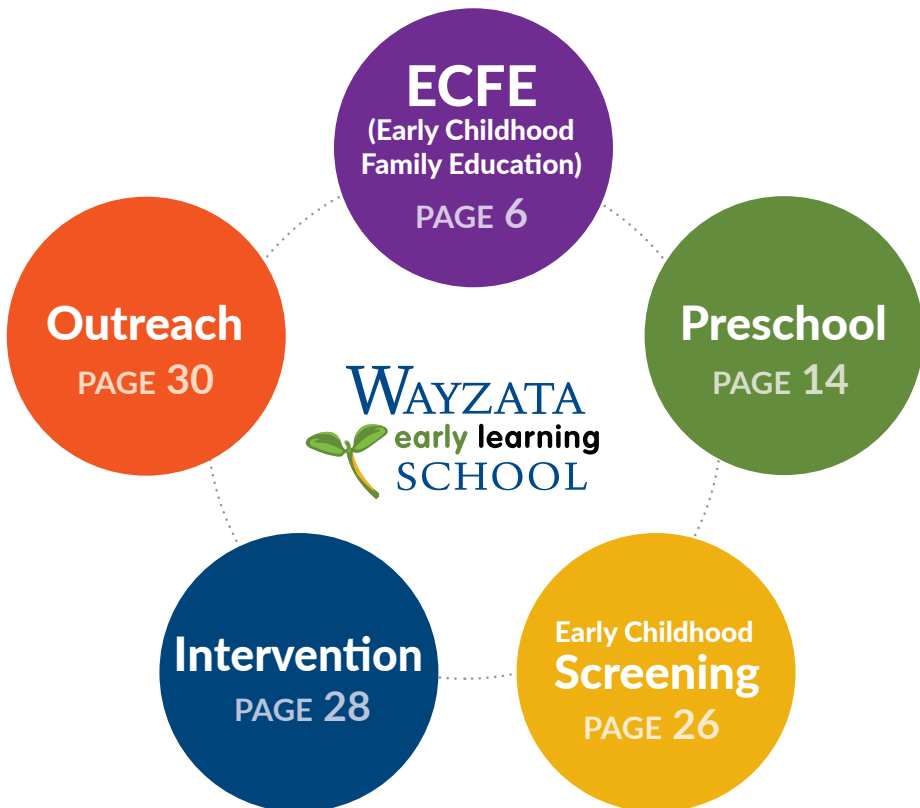 ECFE
(Early Childhood
Family Education)
PAGE 6
Outreach
PAGE 30
Preschool
PAGE 14
WAYZATA
early learning
SCHOOL
Intervention
PAGE 28
Early Childhood
Screening
PAGE 26